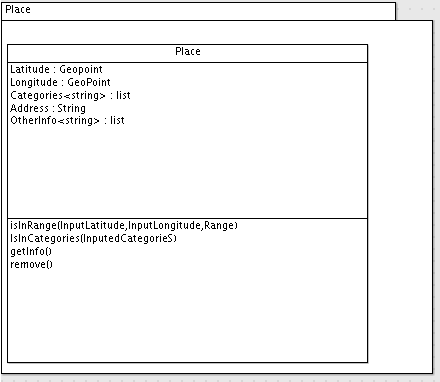 Place
Place
Latitude : Geopoint
Longitude : GeoPoint
Categories<string> : list
Address : String
OtherInfo<string> : list
isInRange(InputLatitude,InputLongitude,Range)
IsInCategories(InputedCategorieS)
getInfo()
remove()